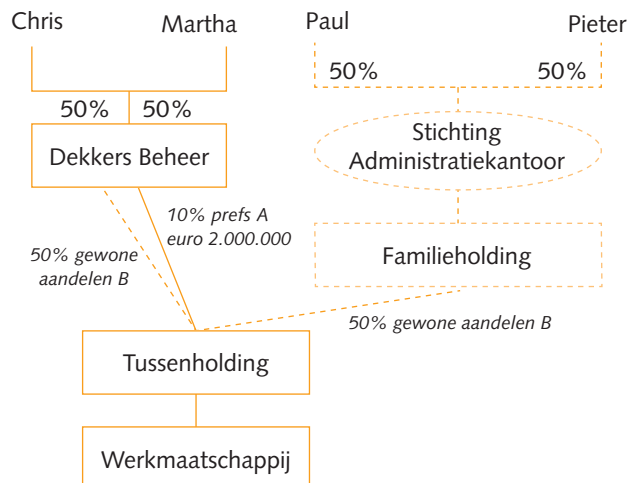 Chris
Martha
Paul
Pieter
50%
50%
50%
50%
Dekkers Beheer
Stichting
Administratiekantoor
10% prefs A
euro 2.000.000
50% gewone
aandelen B
Familieholding
50% gewone aandelen B
Tussenholding
Werkmaatschappij